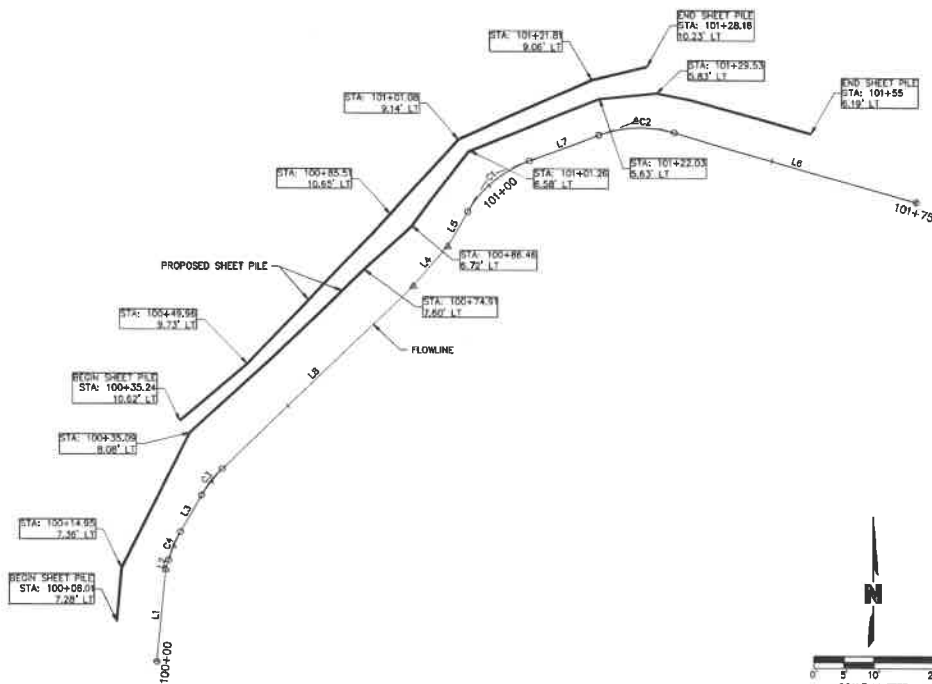 END SHEET PILE
STA: 101+28.16
10.23' LT
STA: 101+21.81
9.06' LT
STA: 101+29.53
5.83' LT
END SHEET PILE
STA: 101+55
6.19' LT
STA: 101+01.08
9.14' LT
C2
L7
L6
STA: 101+22.03
5.63' LT
STA: 101+01.26
6.58' LT
101+00
101+75
STA: 100+85.51
10.65' LT
L5
STA: 100+86.46
6.72' LT
L4
PROPOSED SHEET PILE
STA: 100+74.91
7.60' LT
STA: 100+49.96
9.73' LT
FLOWLINE
L8
BEGIN SHEET PILE
STA: 100+35.24
10.62' LT
STA: 100+35.09
8.08' LT
L3
C4
STA: 100+14.95
7.36' LT
L2
BEGIN SHEET PILE
STA: 100+06.01
7.28' LT
L1
100+00
N
0 5' 10'